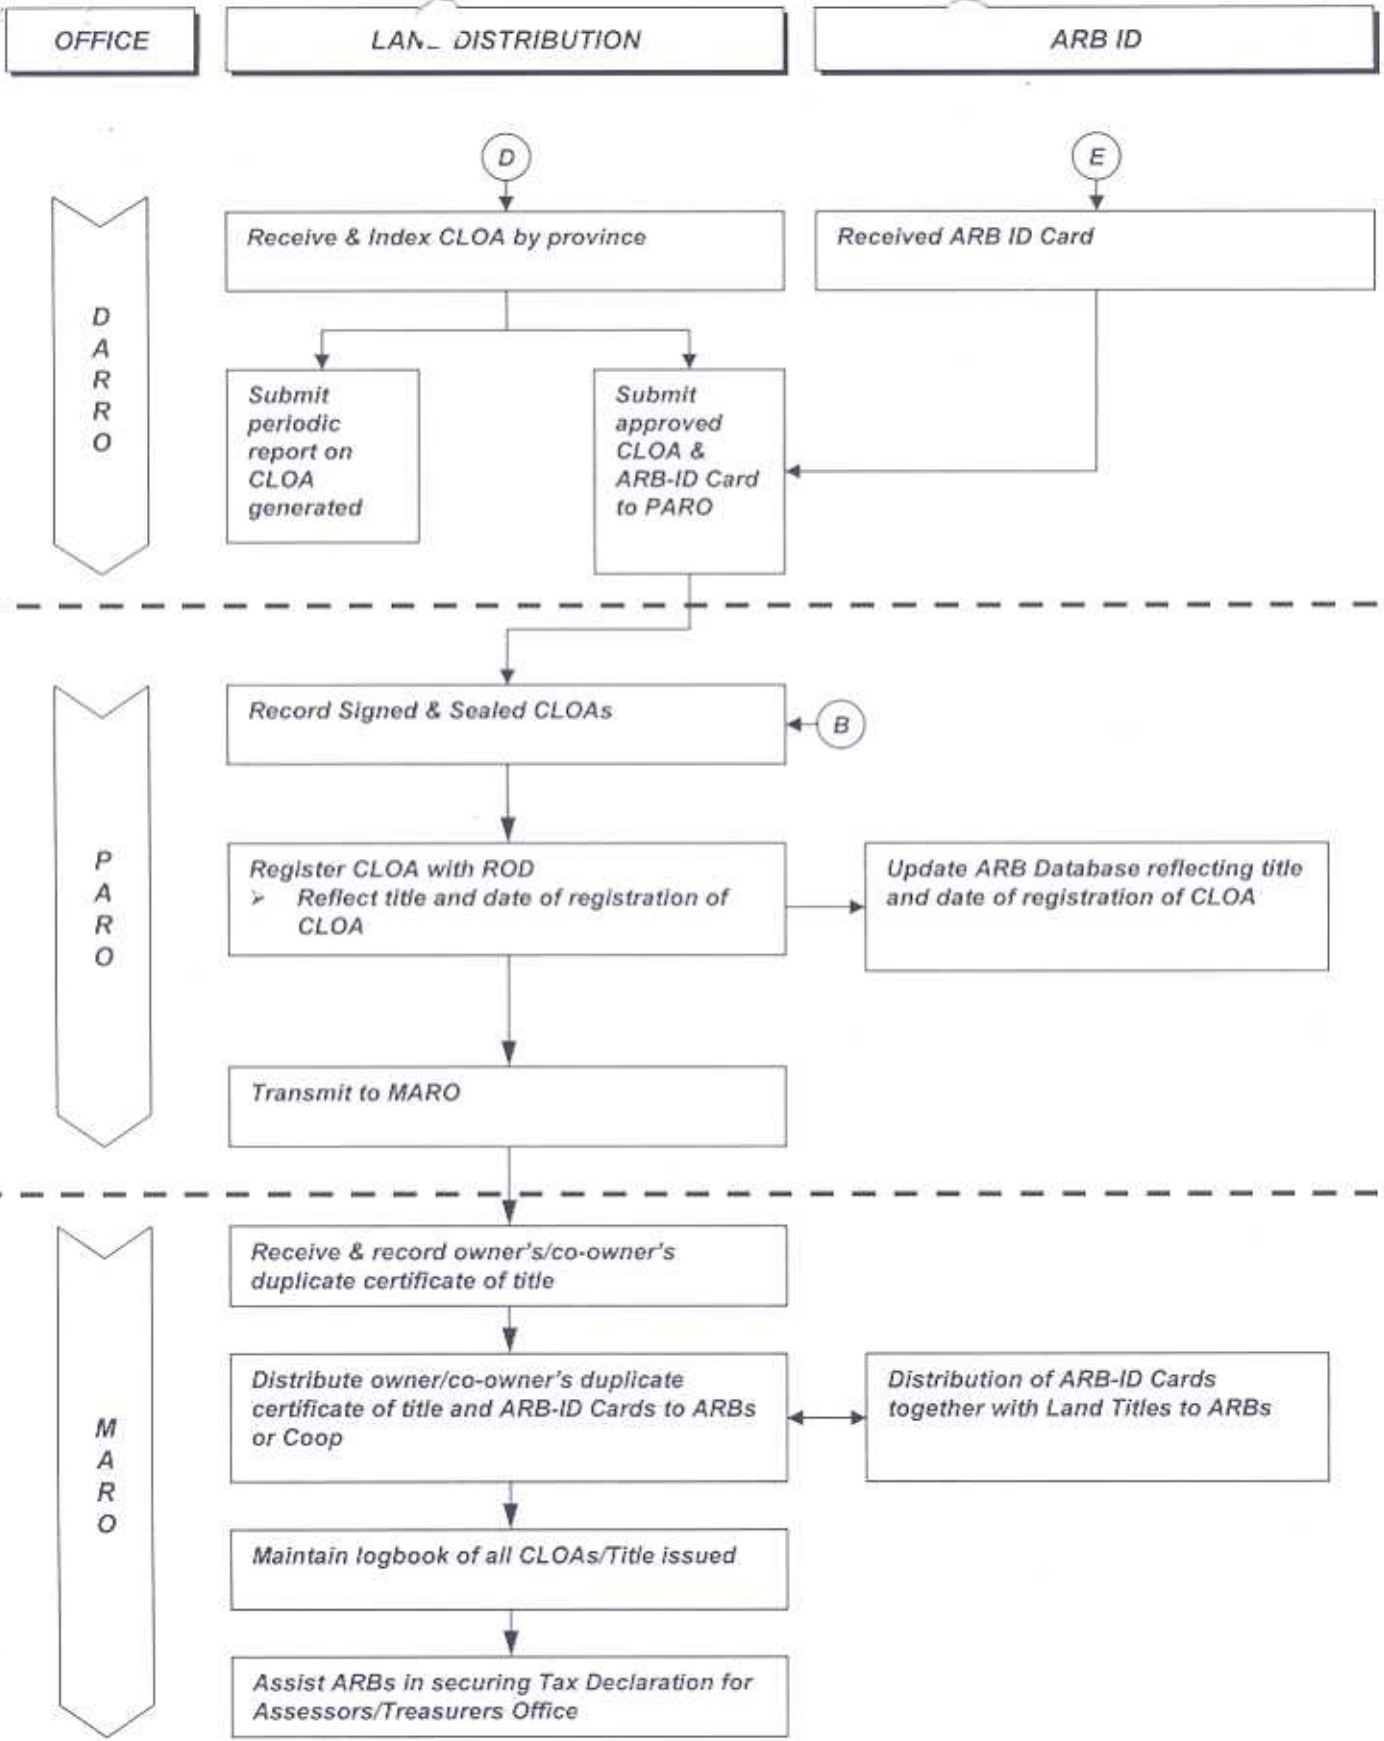 OFFICE
LAND DISTRIBUTION
ARB ID
D
E
Receive & Index CLOA by province
Received ARB ID Card
D
A
R
R
O
Submit
periodic
report on
CLOA
generated
Submit
approved
CLOA &
ARB-ID Card
to PARO
Record Signed & Sealed CLOAs
B
P
A
R
O
Register CLOA with ROD
➢ Reflect title and date of registration of
CLOA
Update ARB Database reflecting title
and date of registration of CLOA
Transmit to MARO
Receive & record owner's/co-owner's
duplicate certificate of title
M
A
R
O
Distribute owner/co-owner's duplicate
certificate of title and ARB-ID Cards to ARBs
or Coop
Distribution of ARB-ID Cards
together with Land Titles to ARBs
Maintain logbook of all CLOAs/Title issued
Assist ARBs in securing Tax Declaration for
Assessors/Treasurers Office